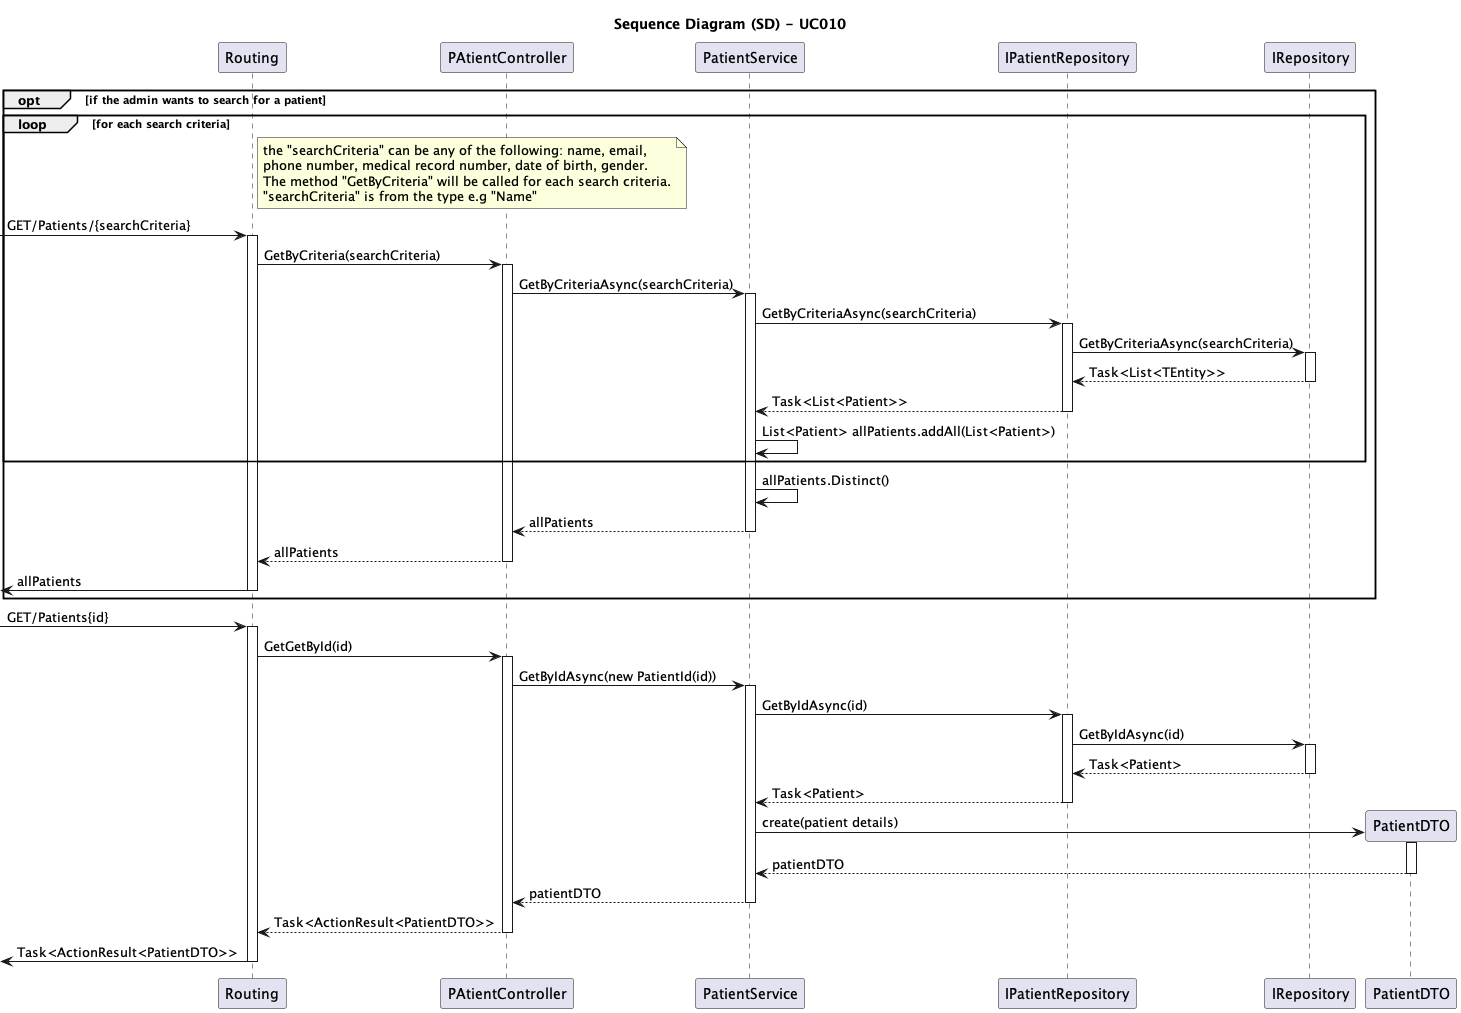 Sequence Diagram (SD) - UC010
Routing
PAtientController
PatientService
IPatientRepository
IRepository
opt [if the admin wants to search for a patient]
loop [for each search criteria]
the "searchCriteria" can be any of the following: name, email,
phone number, medical record number, date of birth, gender.
The method "GetByCriteria" will be called for each search criteria.
"searchCriteria" is from the type e.g "Name"
GET/Patients/{searchCriteria}
GetByCriteria(searchCriteria)
GetByCriteriaAsync(searchCriteria)
GetByCriteriaAsync(searchCriteria)
GetByCriteriaAsync(searchCriteria)
Task<List<TEntity>>
Task<List<Patient>>
List<Patient> allPatients.addAll(List<Patient>)
allPatients.Distinct()
allPatients
allPatients
allPatients
GET/Patients{id}
GetGetById(id)
GetByIdAsync(new PatientId(id))
GetByIdAsync(id)
GetByIdAsync(id)
Task<Patient>
Task<Patient>
create(patient details)
PatientDTO
patientDTO
patientDTO
Task<ActionResult<PatientDTO>>
Task<ActionResult<PatientDTO>>
Routing
PAtientController
PatientService
IPatientRepository
IRepository
PatientDTO